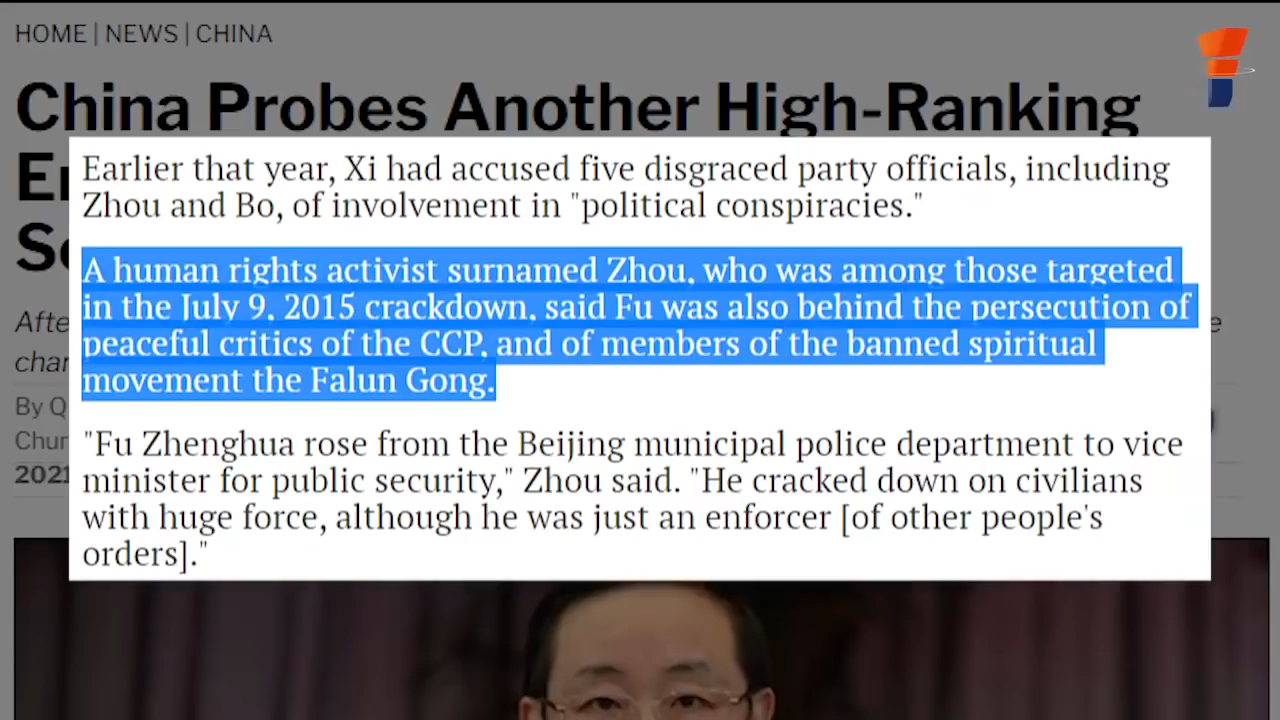 HOME | NEWS | CHINA
China Probes Another High-Ranking
Earlier that year, Xi had accused five disgraced party officials, including
Zhou and Bo, of involvement in "political conspiracies."
A human rights activist surnamed Zhou, who was among those targeted
in the July 9, 2015 crackdown, said Fu was also behind the persecution of
peaceful critics of the CCP, and of members of the banned spiritual
movement the Falun Gong.
"Fu Zhenghua rose from the Beijing municipal police department to vice
minister for public security," Zhou said. "He cracked down on civilians
with huge force, although he was just an enforcer [of other people's
orders]."
By
2021